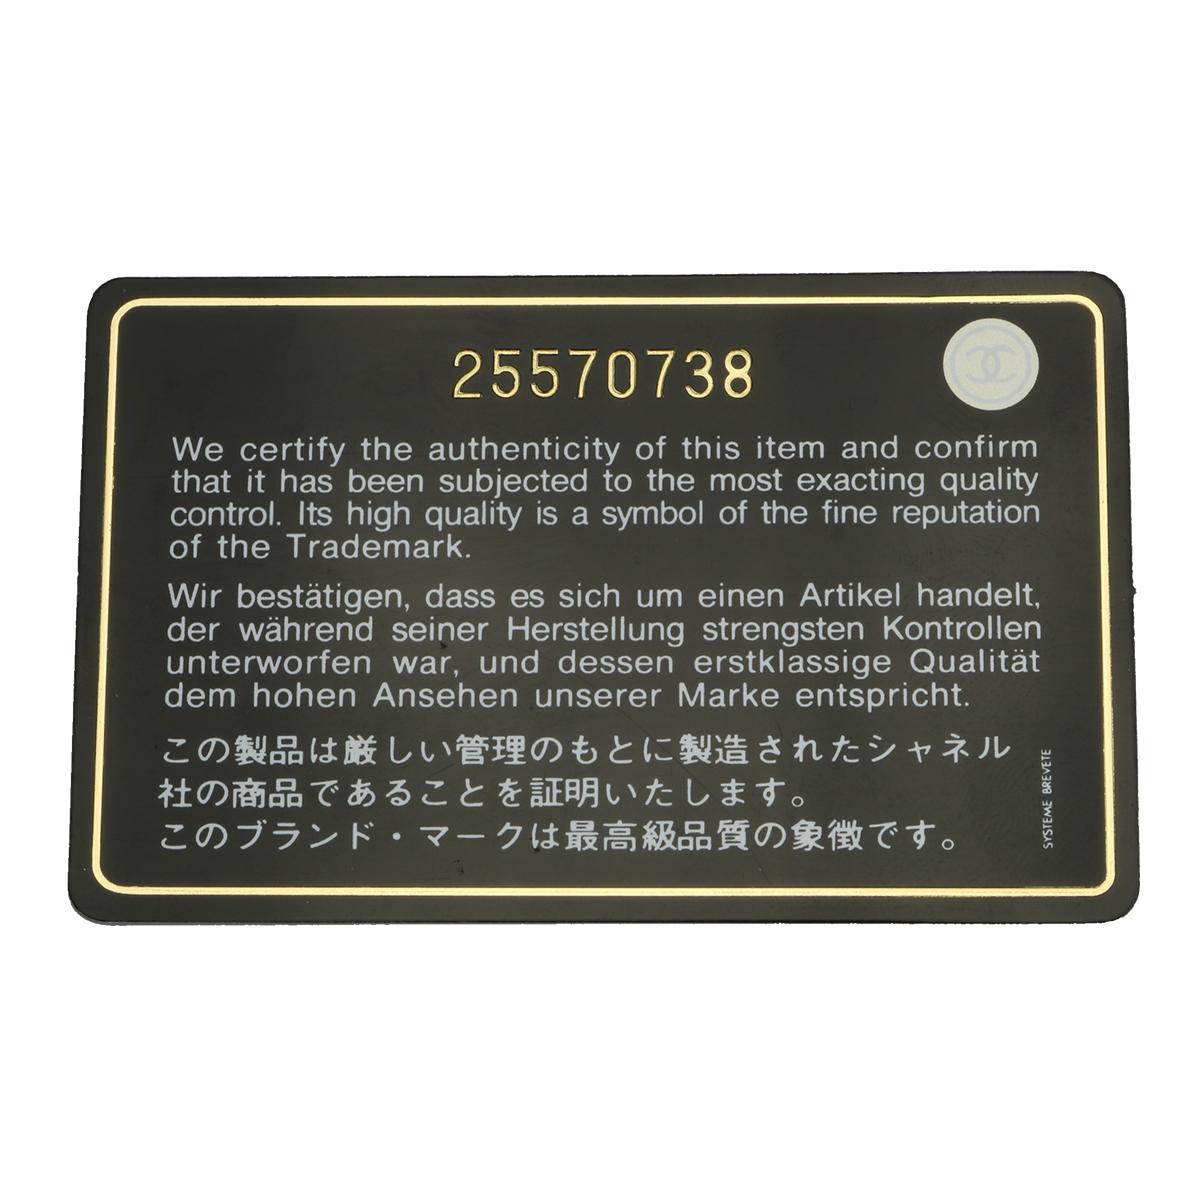 25570738
We certify the authenticity of this item and confirm
that it has been subjected to the most exacting quality
control. Its high quality is a symbol of the fine reputation
of the Trademark.
Wir bestätigen, dass es sich um einen Artikel handelt,
der während seiner Herstellung strengsten Kontrollen
unterworfen war, und dessen erstklassige Qualität
dem hohen Ansehen unserer Marke entspricht.
この製品は厳しい管理のもとに製造されたシャネル
社の商品であることを証明いたします。
このブランド・マークは最高級品質の象徴です。
SYSTEME BREVETE